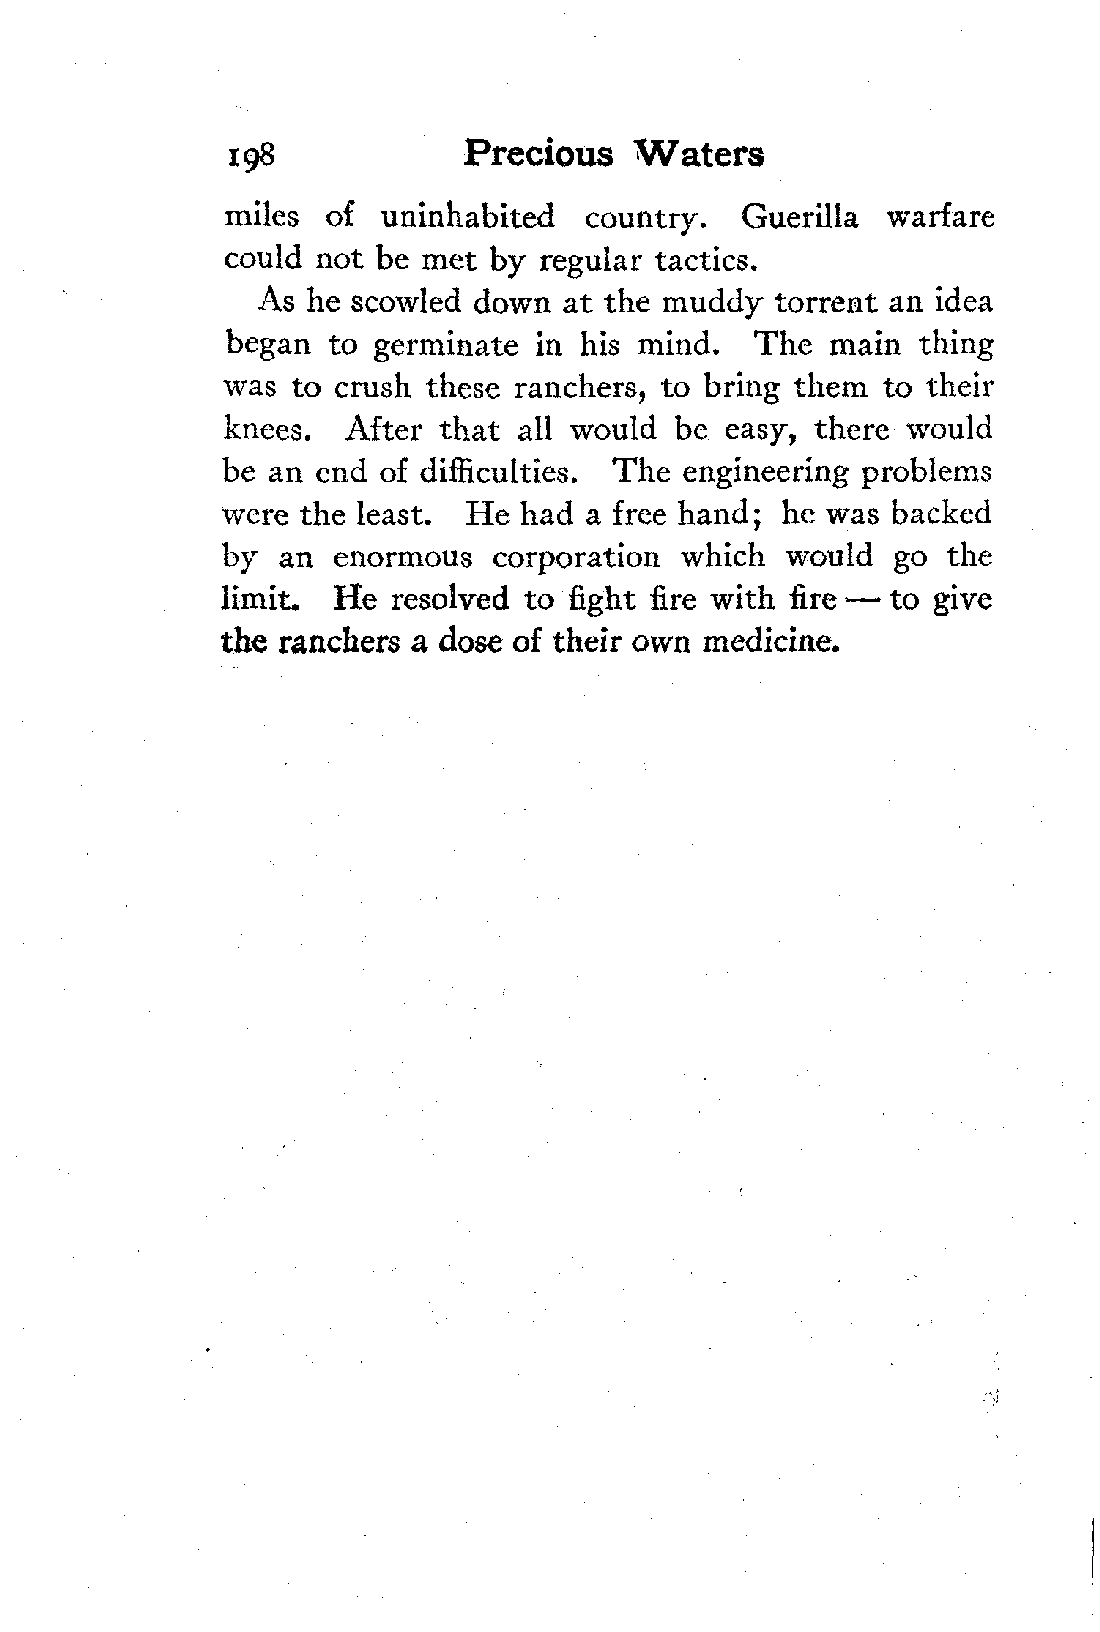 198 Precious Waters
miles of uninhabited country. Guerilla warfare
could not be met by regular tactics.
As he scowled down at the muddy torrent an idea
began to germinate in his mind. The main thing
was to crush these ranchers, to bring them to their
knees. After that all would be easy, there would
be an end of difficulties. The engineering problems
were the least. He had a free hand; he was backed
by an enormous corporation which would go the
limit. He resolved to fight fire with fire — to give
the ranchers a dose of their own medicine.